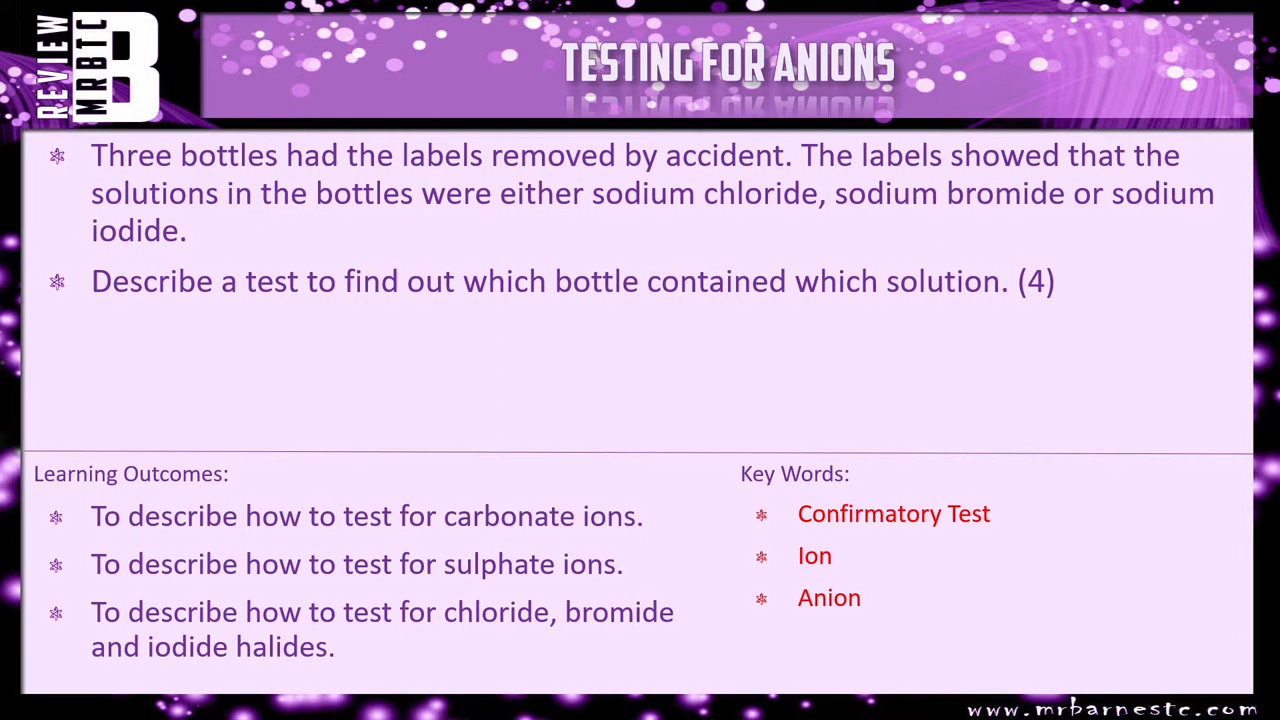 REVIEW
MRBTC
B
TESTING FOR ANIONS
Three bottles had the labels removed by accident. The labels showed that the
solutions in the bottles were either sodium chloride, sodium bromide or sodium
iodide.
Describe a test to find out which bottle contained which solution. (4)
Learning Outcomes:
To describe how to test for carbonate ions.
To describe how to test for sulphate ions.
To describe how to test for chloride, bromide
and iodide halides.
Key Words:
Confirmatory Test
Ion
Anion
www.mrbarnestc.com